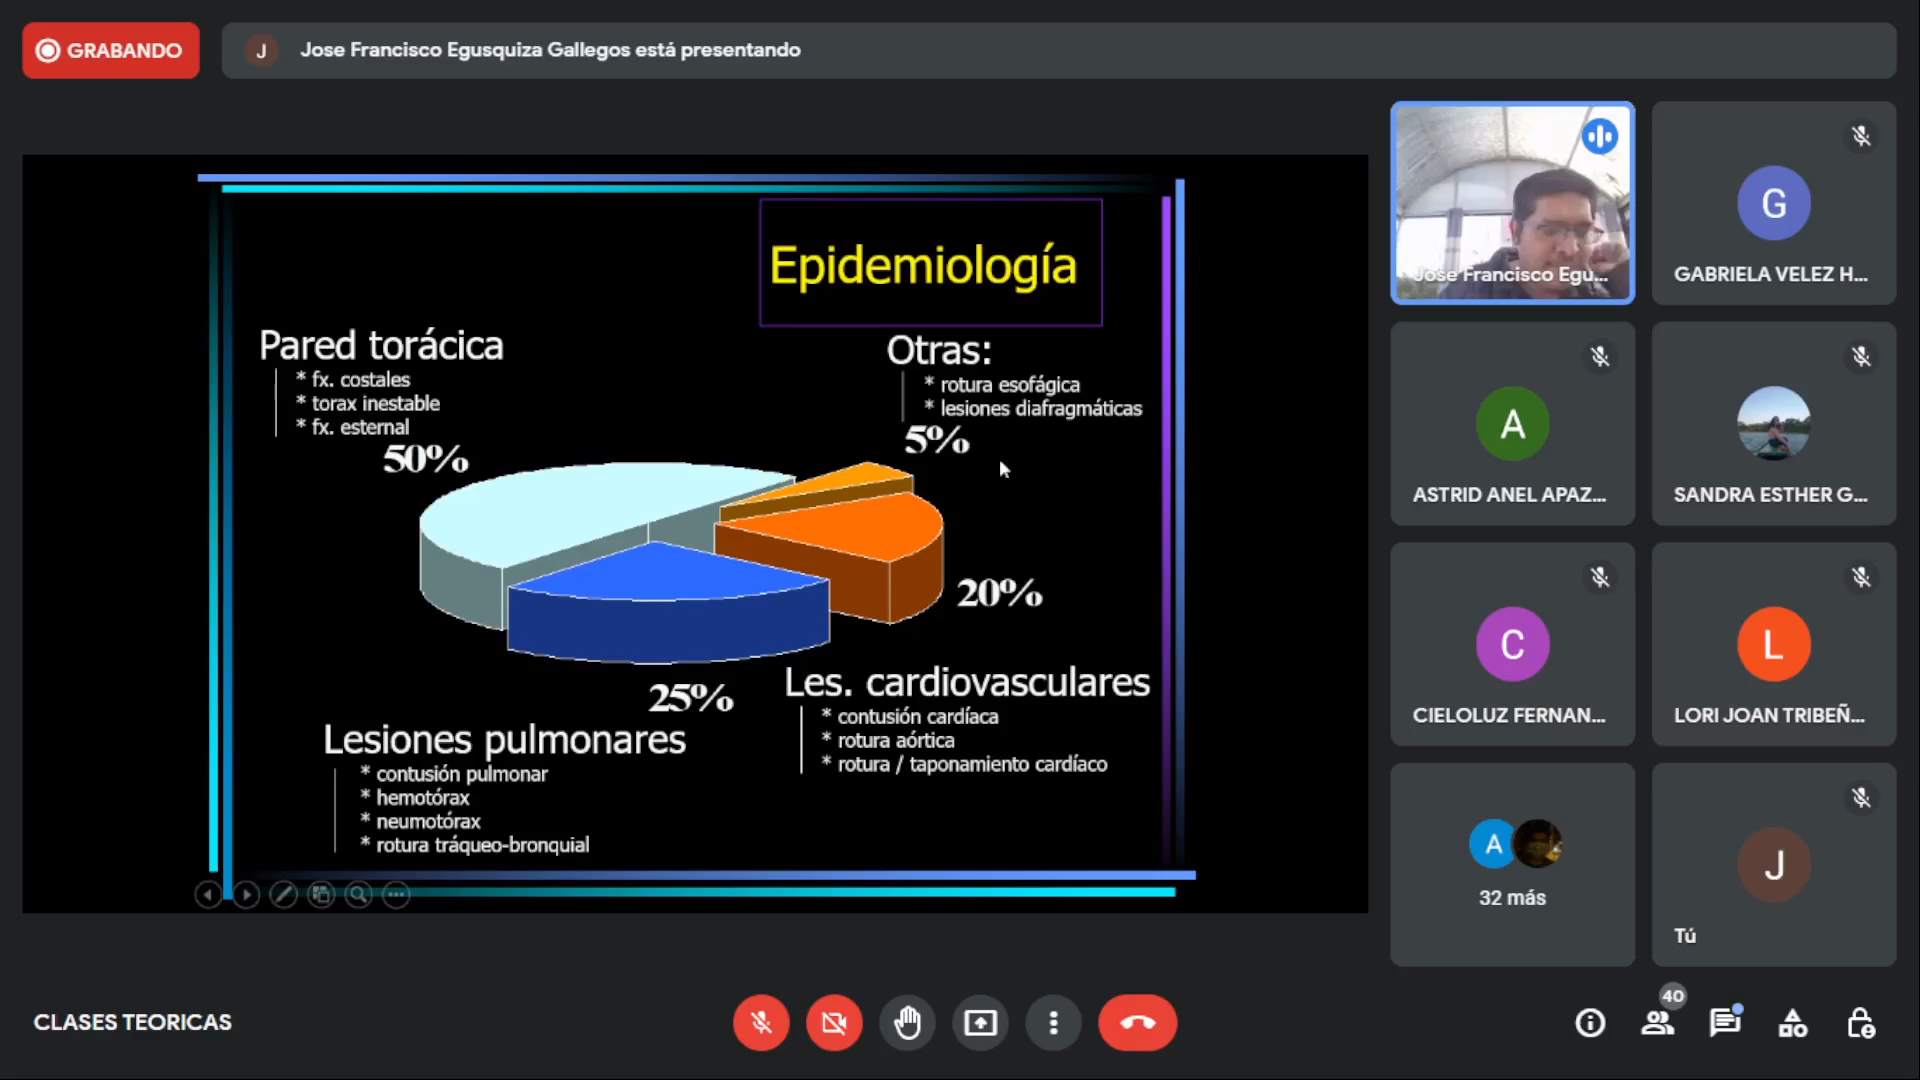 GRABANDO
J
Jose Francisco Egusquiza Gallegos está presentando
Epidemiología
Pared torácica
* fx. costales
* torax inestable
* fx. esternal
50%
Otras:
* rotura esofágica
* lesiones diafragmáticas
5%
20%
25%
Les. cardiovasculares
* contusión cardíaca
* rotura aórtica
* rotura / taponamiento cardíaco
Lesiones pulmonares
* contusión pulmonar
* hemotórax
* neumotórax
* rotura tráqueo-bronquial
Jose Francisco Egu...
G
GABRIELA VELEZ H...
A
ASTRID ANEL APAZ...
SANDRA ESTHER G...
C
CIELOLUZ FERNAN...
L
LORI JOAN TRIBEÑ...
A
32 más
J
Tú
CLASES TEORICAS
40